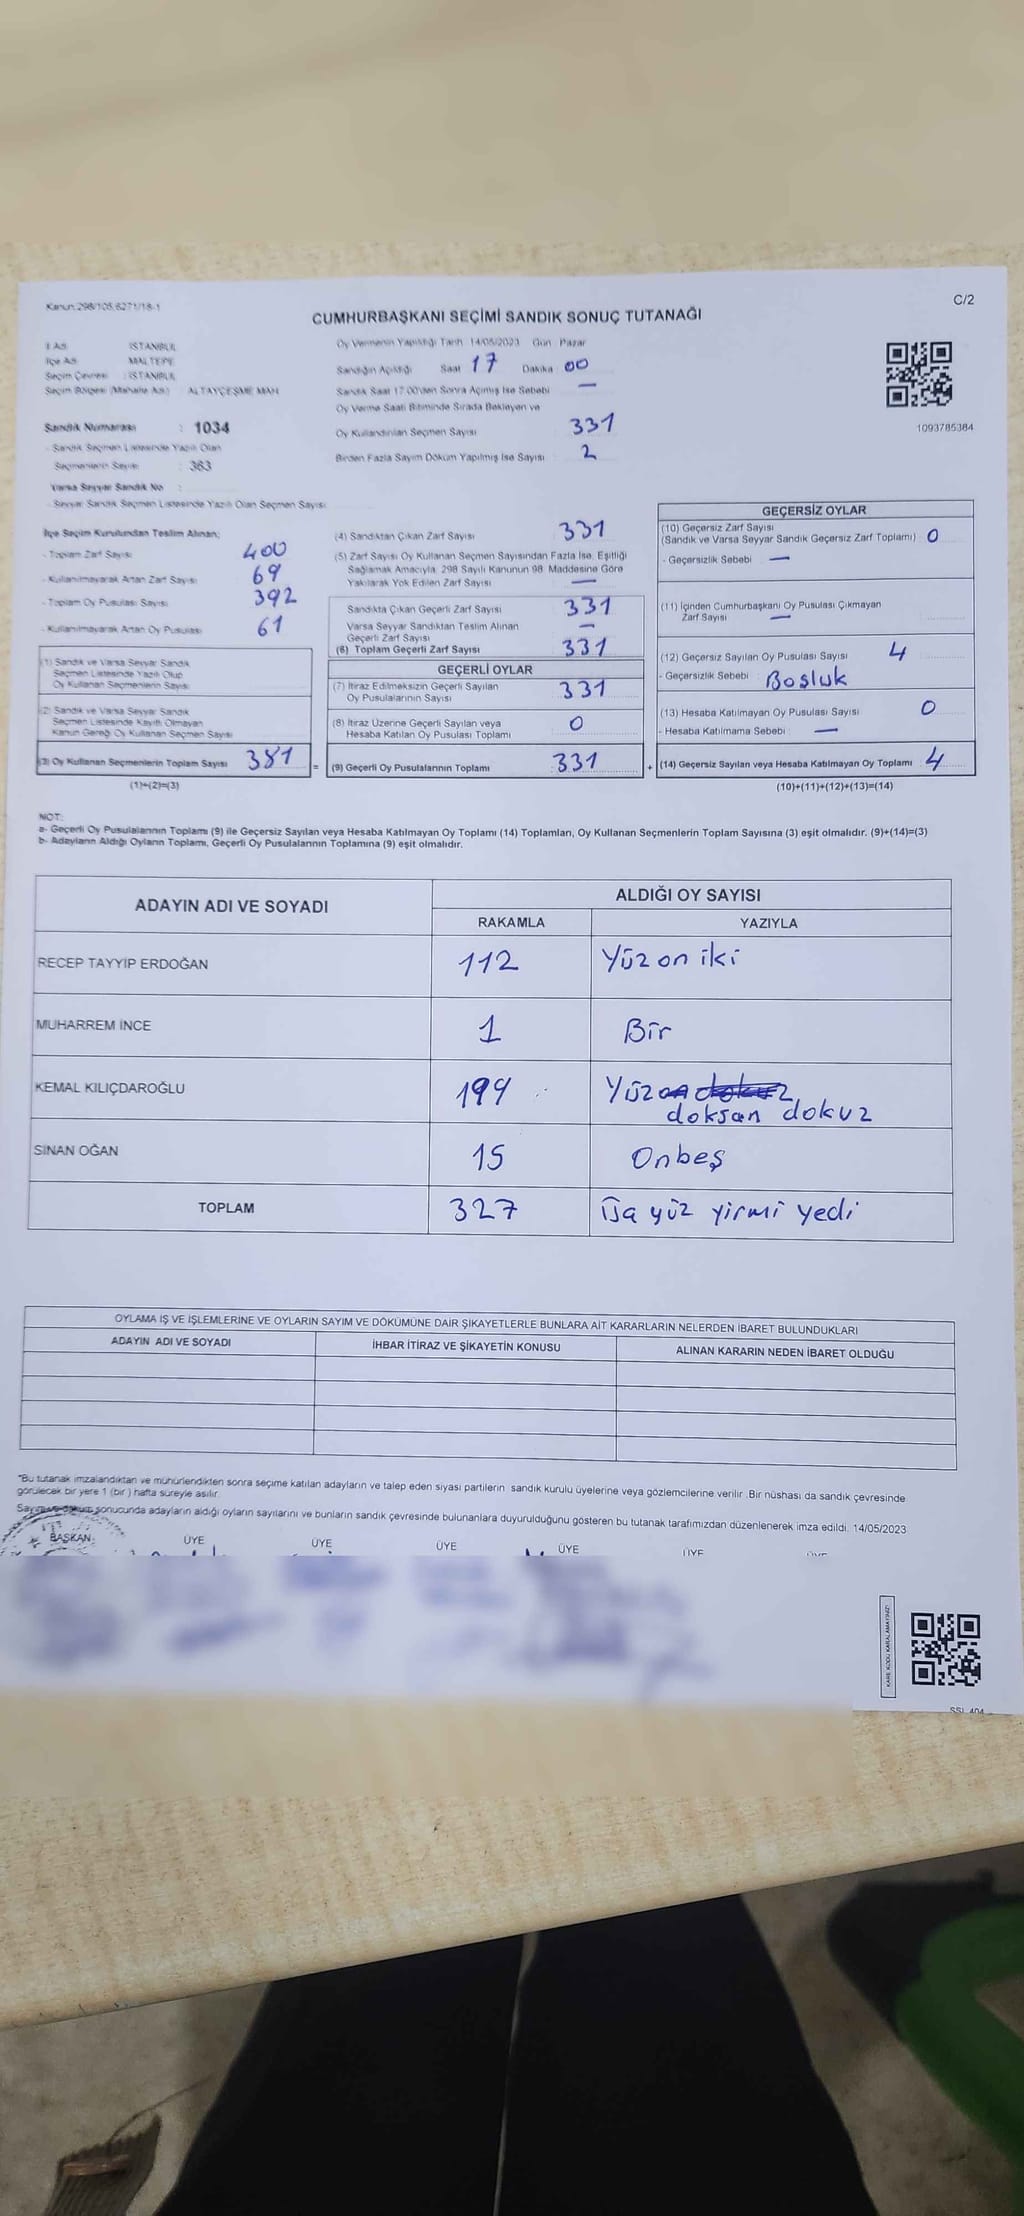 Kanun:298/105,6271/18-1
C/2
CUMHURBAŞKANI SEÇİMİ SANDIK SONUÇ TUTANAĞI
İl Adı : İSTANBUL
İlçe Adı : MALTEPE
Seçim Çevresi : İSTANBUL
Seçim Bölgesi (Mahalle Adı) : ALTAYÇEŞME MAH.
Sandık Numarası : 1034
- Sandık Seçmen Listesinde Yazılı Olan
Seçmenlerin Sayısı : 383
Varsa Seyyar Sandık No :
- Seyyar Sandık Seçmen Listesinde Yazılı Olan Seçmen Sayısı
Oy Vermenin Yapıldığı Tarih 14/05/2023 Gün : Pazar
Sandığın Açıldığı Saat 17 Dakika 00
Sandık Saat 17.00'den Sonra Açılmış İse Sebebi —
Oy Verme Saati Bitiminde Sırada Bekleyen ve
Oy Kullandırılan Seçmen Sayısı 331
Birden Fazla Sayım Döküm Yapılmış İse Sayısı 2
1093785384
İlçe Seçim Kurulundan Teslim Alınan;
- Toplam Zarf Sayısı 400
- Kullanılmayarak Artan Zarf Sayısı 69
- Toplam Oy Pusulası Sayısı 392
- Kullanılmayarak Artan Oy Pusulası 61
(1) Sandık ve Varsa Seyyar Sandık
Seçmen Listesinde Yazılı Olup
Oy Kullanan Seçmenlerin Sayısı
(2) Sandık ve Varsa Seyyar Sandık
Seçmen Listesinde Kayıtlı Olmayan
Kanun Gereği Oy Kullanan Seçmen Sayısı
(3) Oy Kullanan Seçmenlerin Toplam Sayısı 381
(1)+(2)=(3)
=
(4) Sandıktan Çıkan Zarf Sayısı 331
(5) Zarf Sayısı Oy Kullanan Seçmen Sayısından Fazla İse, Eşitliği
Sağlamak Amacıyla 298 Sayılı Kanunun 98. Maddesine Göre
Yakılarak Yok Edilen Zarf Sayısı —
Sandıkta Çıkan Geçerli Zarf Sayısı 331
Varsa Seyyar Sandıktan Teslim Alınan
Geçerli Zarf Sayısı —
(6) Toplam Geçerli Zarf Sayısı 331
GEÇERLİ OYLAR
(7) İtiraz Edilmeksizin Geçerli Sayılan
Oy Pusulalarının Sayısı 331
(8) İtiraz Üzerine Geçerli Sayılan veya
Hesaba Katılan Oy Pusulası Toplamı 0
(9) Geçerli Oy Pusulalarının Toplamı : 331
+
GEÇERSİZ OYLAR
(10) Geçersiz Zarf Sayısı
(Sandık ve Varsa Seyyar Sandık Geçersiz Zarf Toplamı) 0
- Geçersizlik Sebebi : —
(11) İçinden Cumhurbaşkanı Oy Pusulası Çıkmayan
Zarf Sayısı —
(12) Geçersiz Sayılan Oy Pusulası Sayısı 4
- Geçersizlik Sebebi : Boşluk
(13) Hesaba Katılmayan Oy Pusulası Sayısı 0
- Hesaba Katılmama Sebebi : —
(14) Geçersiz Sayılan veya Hesaba Katılmayan Oy Toplamı 4
(10)+(11)+(12)+(13)=(14)
NOT:
a- Geçerli Oy Pusulalarının Toplamı (9) ile Geçersiz Sayılan veya Hesaba Katılmayan Oy Toplamı (14) Toplamları, Oy Kullanan Seçmenlerin Toplam Sayısına (3) eşit olmalıdır. (9)+(14)=(3)
b- Adayların Aldığı Oyların Toplamı, Geçerli Oy Pusulalarının Toplamına (9) eşit olmalıdır.
ADAYIN ADI VE SOYADI
ALDIĞI OY SAYISI
RAKAMLA YAZIYLA
RECEP TAYYİP ERDOĞAN 112 Yüz on iki
MUHARREM İNCE 1 Bir
KEMAL KILIÇDAROĞLU 199 Yüz on dokuz
doksan dokuz
SİNAN OĞAN 15 Onbeş
TOPLAM 327 yüz yirmi yedi
OYLAMA İŞ VE İŞLEMLERİNE VE OYLARIN SAYIM VE DÖKÜMÜNE DAİR ŞİKAYETLERLE BUNLARA AİT KARARLARIN NELERDEN İBARET BULUNDUKLARI
ADAYIN ADI VE SOYADI İHBAR İTİRAZ VE ŞİKAYETİN KONUSU ALINAN KARARIN NEDEN İBARET OLDUĞU
*Bu tutanak imzalandıktan ve mühürlendikten sonra seçime katılan adayların ve talep eden siyasi partilerin sandık kurulu üyelerine veya gözlemcilerine verilir .Bir nüshası da sandık çevresinde
görülecek bir yere 1 (bir ) hafta süreyle asılır.
Sayım ve döküm sonucunda adayların aldığı oyların sayılarını ve bunların sandık çevresinde bulunanlara duyurulduğunu gösteren bu tutanak tarafımızdan düzenlenerek imza edildi. 14/05/2023
BAŞKAN ÜYE ÜYE ÜYE ÜYE ÜYE ÜYE
KARE KODU KARALAMAYINIZ!